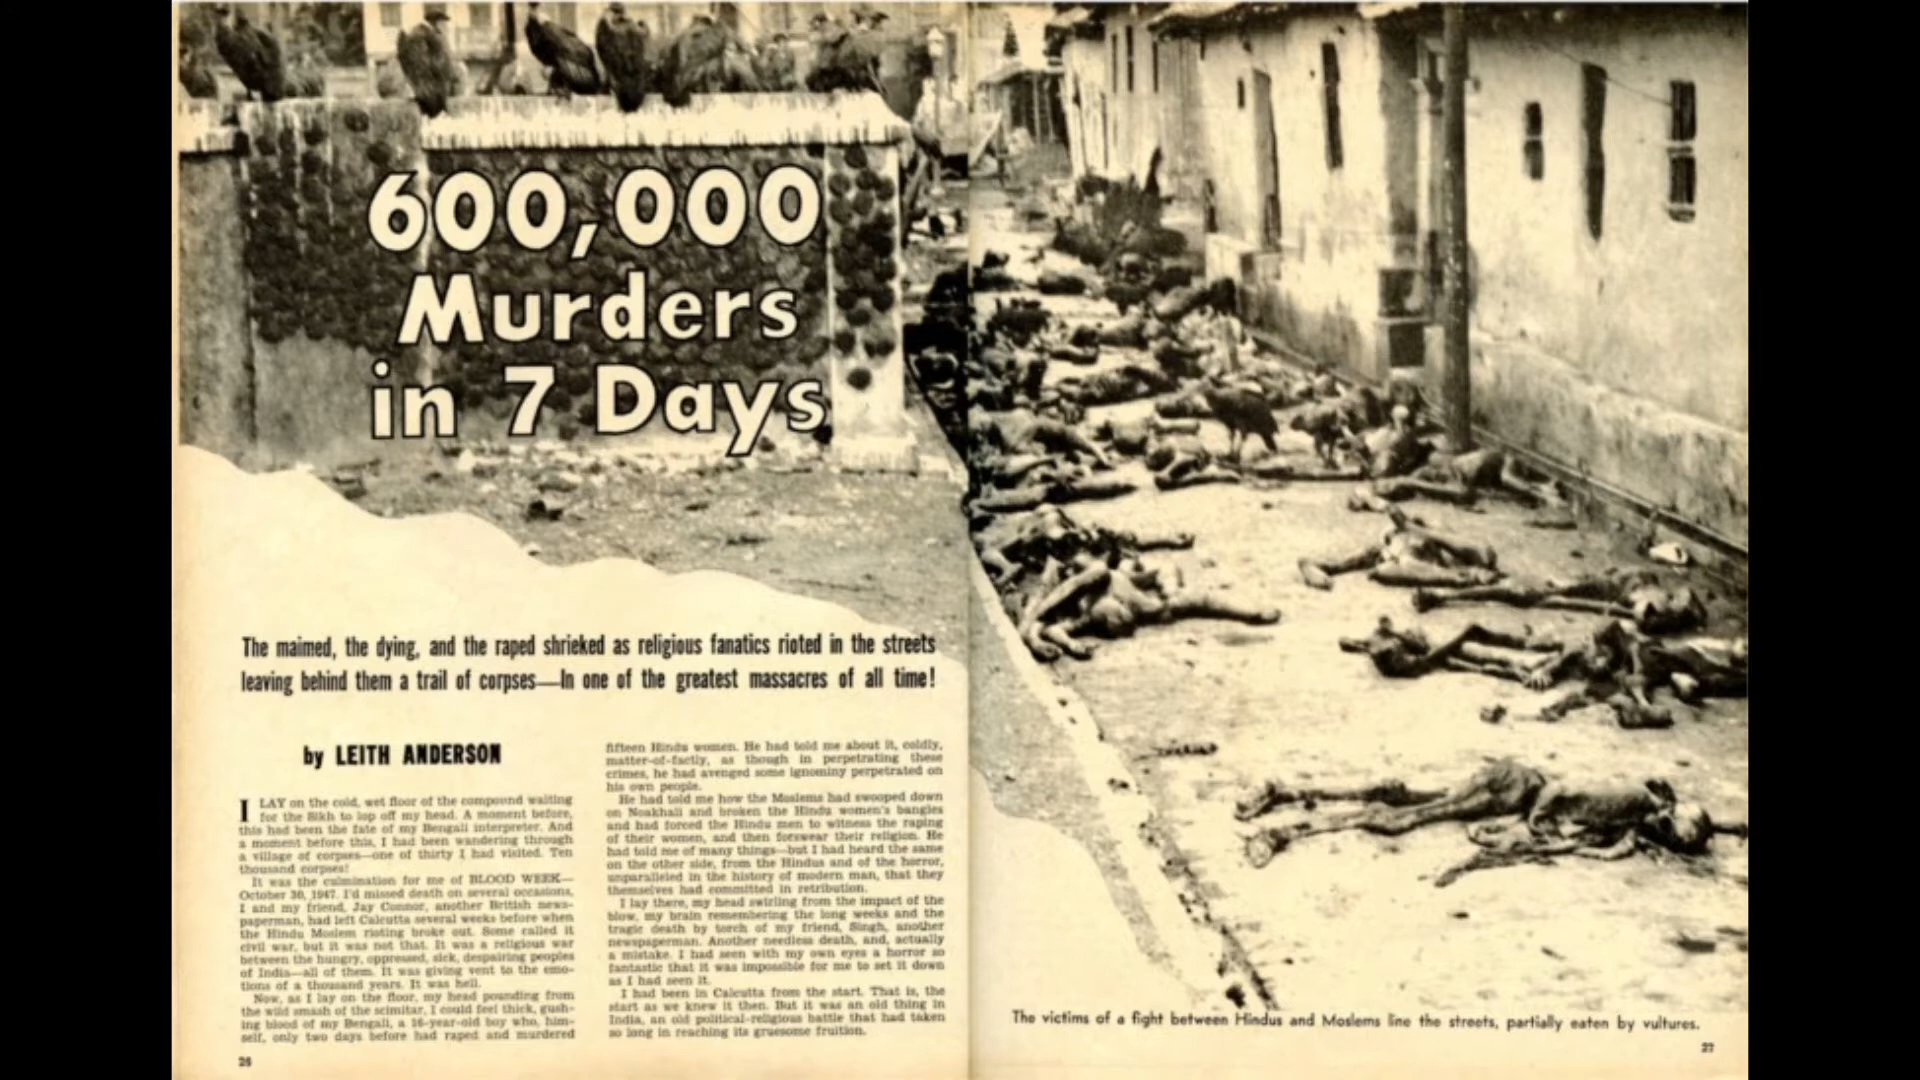 600,000
Murders
in 7 Days
The maimed, the dying, and the raped shrieked as religious fanatics rioted in the streets
leaving behind them a trail of corpses—In one of the greatest massacres of all time!
by LEITH ANDERSON
I LAY on the cold, wet floor of the compound waiting
for the Sikh to lop off my head. A moment before,
this had been the fate of my Bengali interpreter. And
a moment before this, I had been wandering through
a village of corpses—one of thirty I had visited. Ten
thousand corpses!
It was the culmination for me of BLOOD WEEK—
October 30, 1947. I'd missed death on several occasions.
I and my friend, Jay Connor, another British news-
paperman, had left Calcutta several weeks before when
the Hindu Moslem rioting broke out. Some called it
civil war, but it was not that. It was a religious war
between the hungry, oppressed, sick, despairing peoples
of India—all of them. It was giving vent to the emo-
tions of a thousand years. It was hell.
Now, as I lay on the floor, my head pounding from
the wild smash of the scimitar, I could feel thick, gush-
ing blood of my Bengali, a 16-year-old boy who, him-
self, only two days before had raped and murdered
26
fifteen Hindu women. He had told me about it, coldly,
matter-of-factly, as though in perpetrating these
crimes, he had avenged some ignominy perpetrated on
his own people.
He had told me how the Moslems had swooped down
on Noakhali and broken the Hindu women's bangles
and had forced the Hindu men to witness the raping
of their women, and then forswear their religion. He
had told me of many things—but I had heard the same
on the other side, from the Hindus and of the horror,
unparalleled in the history of modern man, that they
themselves had committed in retribution.
I lay there, my head swirling from the impact of the
blow, my brain remembering the long weeks and the
tragic death by torch of my friend, Singh, another
newspaperman. Another needless death, and, actually
a mistake. I had seen with my own eyes a horror so
fantastic that it was impossible for me to set it down
as I had seen it.
I had been in Calcutta from the start. That is, the
start as we knew it then. But it was an old thing in
India, an old political-religious battle that had taken
so long in reaching its gruesome fruition.
The victims of a fight between Hindus and Moslems line the streets, partially eaten by vultures.
27